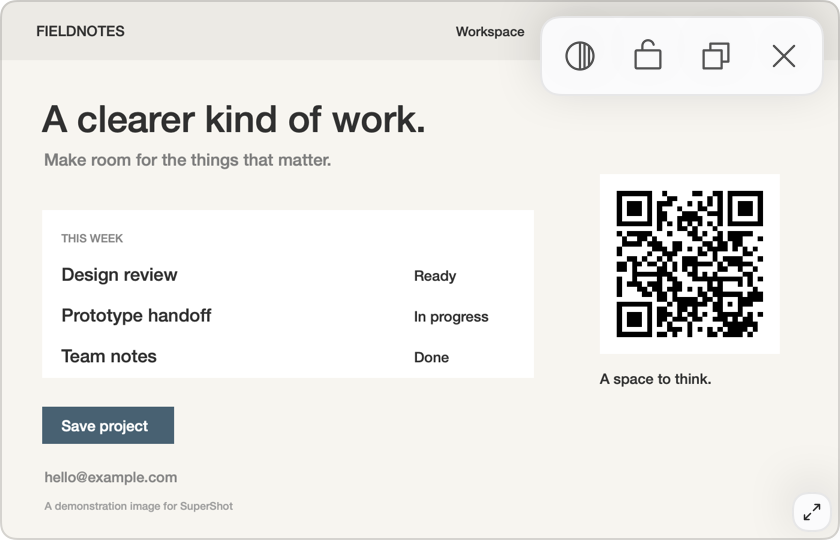 FIELDNOTES
Workspace
A clearer kind of work.
Make room for the things that matter.
THIS WEEK
Design review Ready
Prototype handoff In progress
Team notes Done
A space to think.
Save project
hello@example.com
A demonstration image for SuperShot